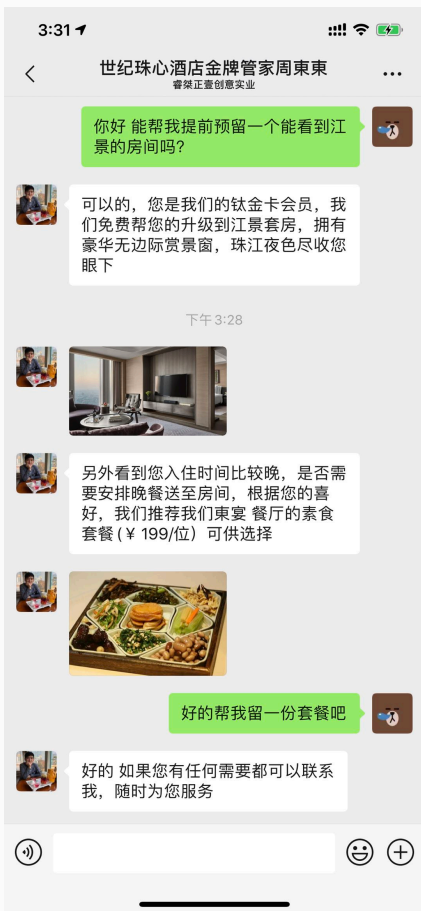 3:31
世纪珠心酒店金牌管家周東東
睿桀正壹创意实业
你好 能帮我提前预留一个能看到江
景的房间吗?
可以的，您是我们的钛金卡会员，我
们免费帮您的升级到江景套房，拥有
豪华无边际赏景窗，珠江夜色尽收您
眼下
下午3:28
另外看到您入住时间比较晚，是否需
要安排晚餐送至房间，根据您的喜
好，我们推荐我们東宴 餐厅的素食
套餐(¥ 199/位）可供选择
好的帮我留一份套餐吧
好的 如果您有任何需要都可以联系
我，随时为您服务